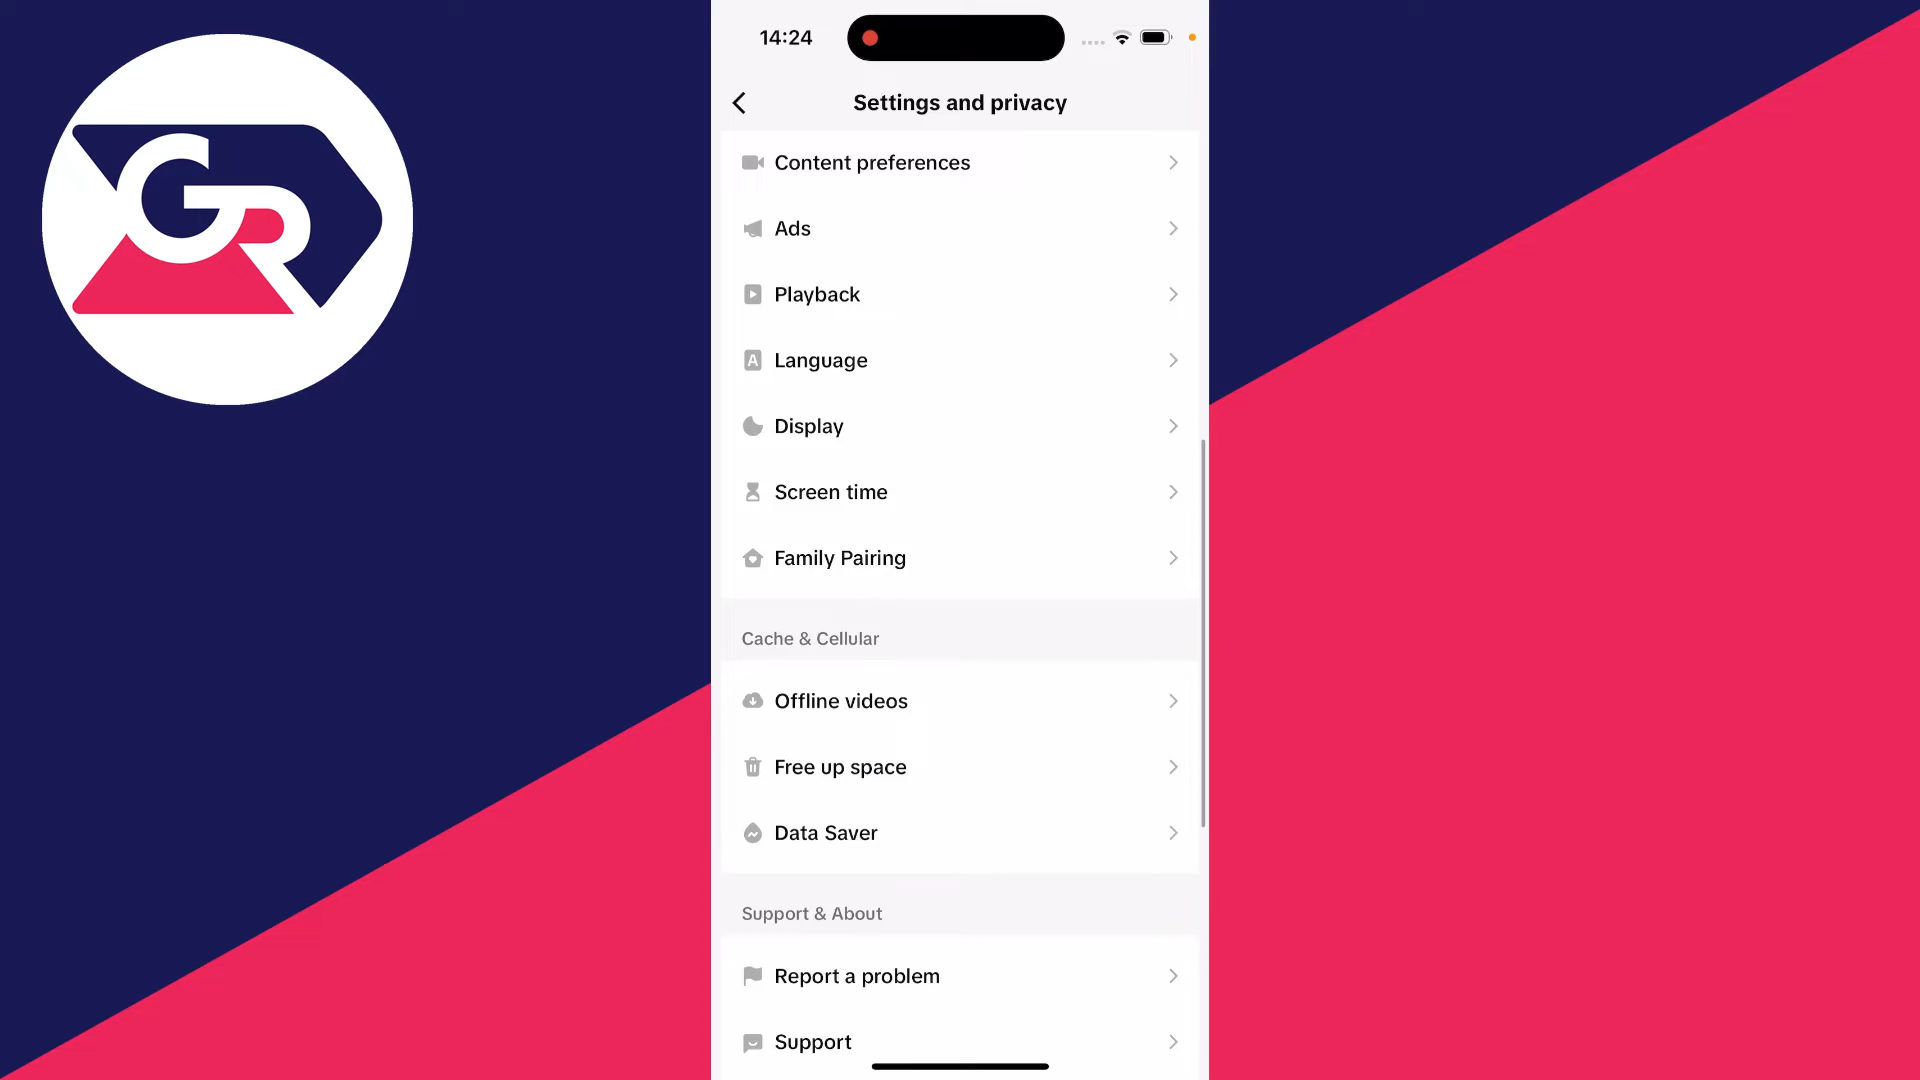 GR
14:24
Settings and privacy
Content preferences
Ads
Playback
A Language
Display
Screen time
Family Pairing
Cache & Cellular
Offline videos
Free up space
Data Saver
Support & About
Report a problem
Support